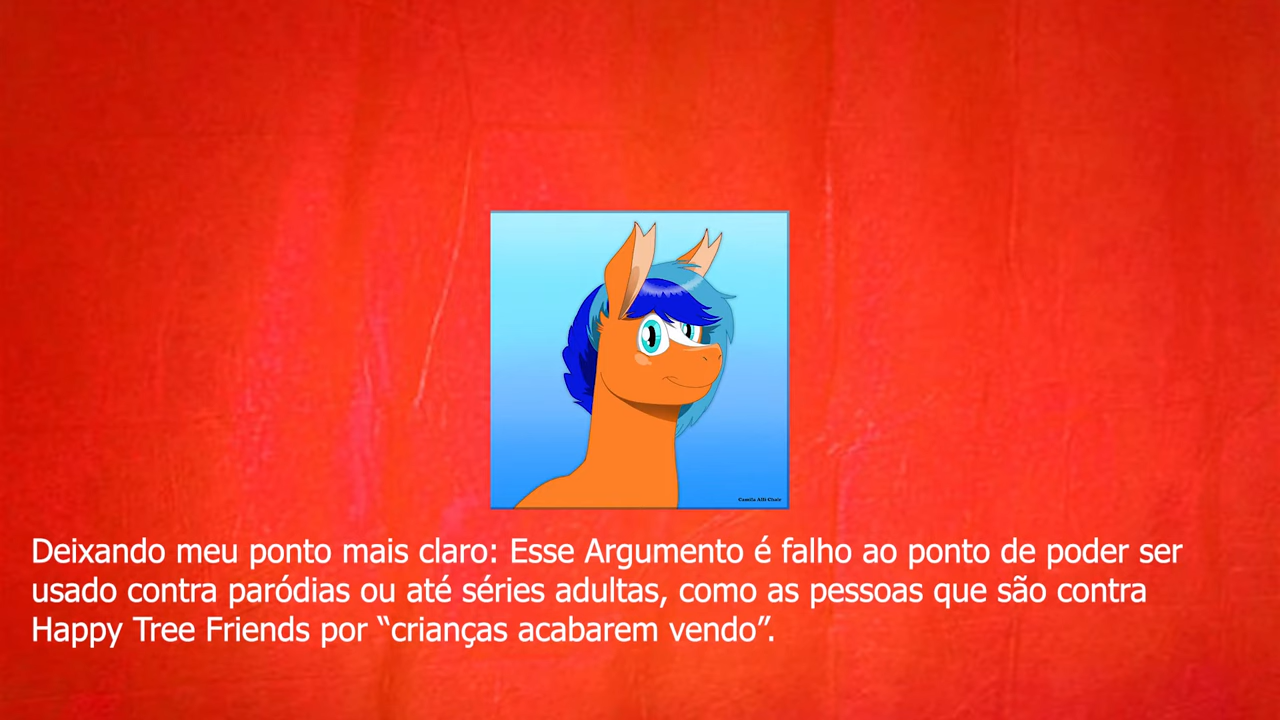 Deixando meu ponto mais claro: Esse Argumento é falho ao ponto de poder ser
usado contra paródias ou até séries adultas, como as pessoas que são contra
Happy Tree Friends por “crianças acabarem vendo”.